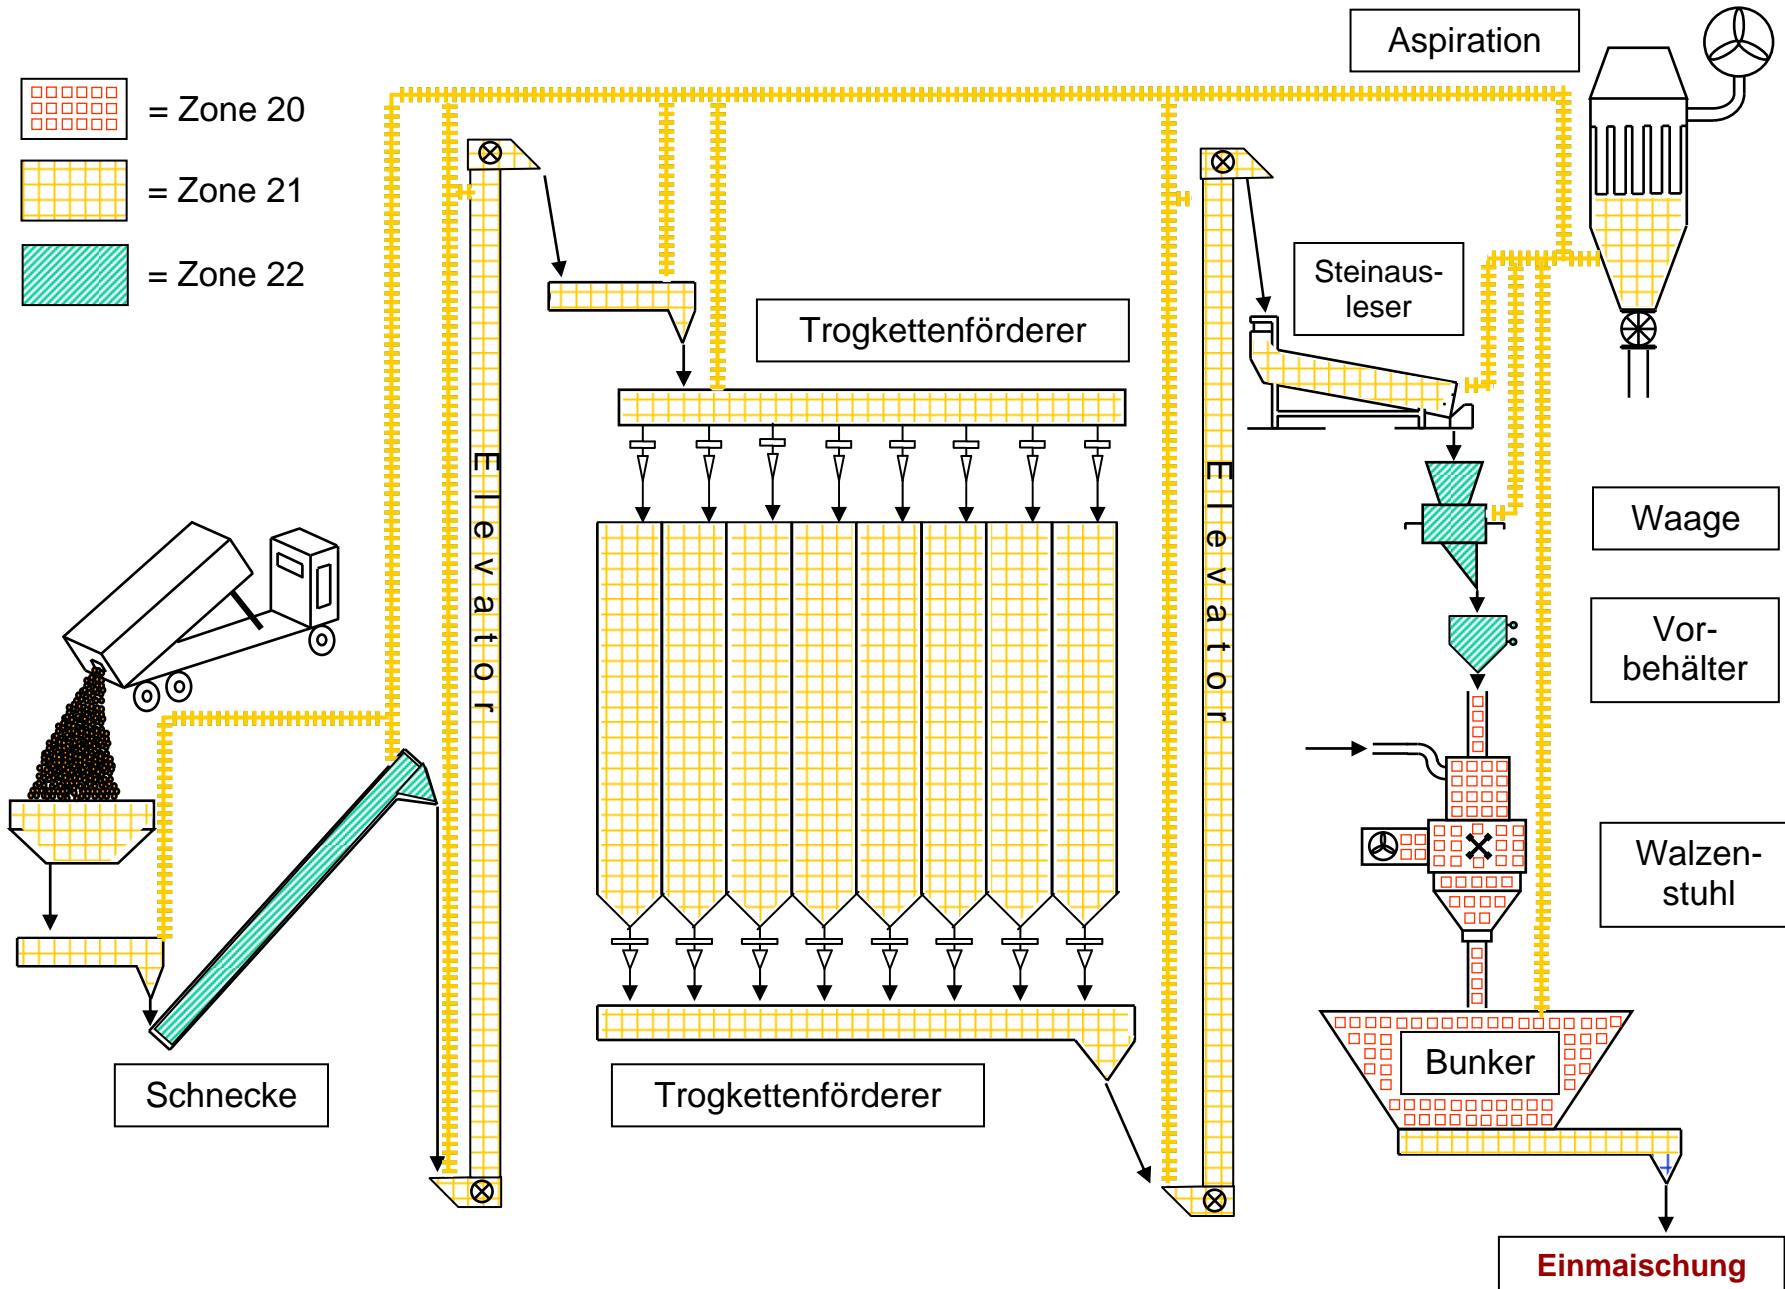 Aspiration
= Zone 20
= Zone 21
= Zone 22
Steinaus-
leser
Trogkettenförderer
Elevator
Elevator
Waage
Vor-
behälter
Walzen-
stuhl
Bunker
Schnecke
Trogkettenförderer
Einmaischung